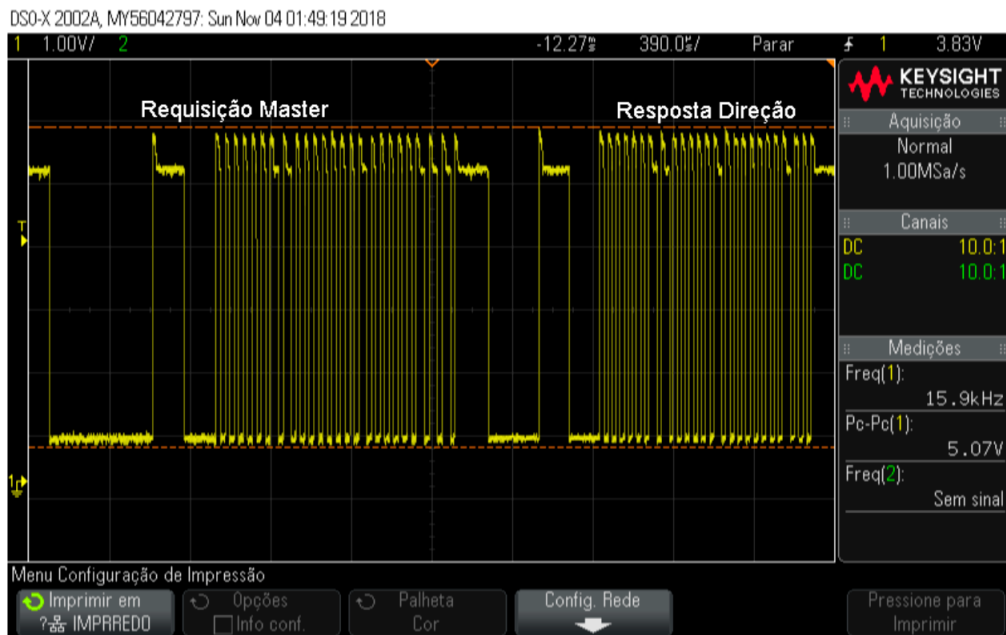 DSO-X 2002A, MY56042797: Sun Nov 04 01:49:19 2018
1 1.00V/ 2 -12.27ms 390.0µs/ Parar 1 3.83V
Requisição Master
Resposta Direção
T
1
KEYSIGHT
TECHNOLOGIES
Aquisição
Normal
1.00MSa/s
Canais
DC 10.0:1
DC 10.0:1
Medições
Freq(1):
15.9kHz
Pc-Pc(1):
5.07V
Freq(2):
Sem sinal
Menu Configuração de Impressão
Imprimir em
IMPRREDO
Opções
Info conf.
Palheta
Cor
Config. Rede
Pressione para
Imprimir